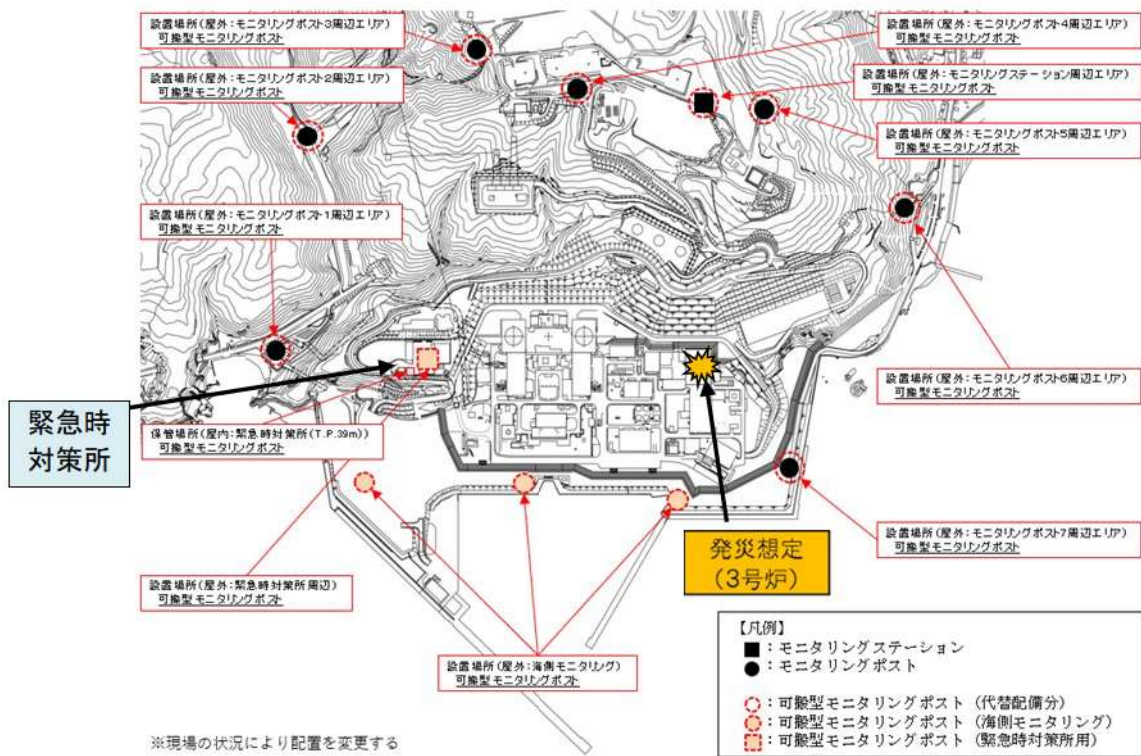 設置場所(屋外:モニタリングポスト3周辺エリア)
可搬型モニタリングポスト
設置場所(屋外:モニタリングポスト2周辺エリア)
可搬型モニタリングポスト
設置場所(屋外:モニタリングポスト1周辺エリア)
可搬型モニタリングポスト
設置場所(屋外:モニタリングポスト4周辺エリア)
可搬型モニタリングポスト
設置場所(屋外:モニタリングステーション周辺エリア)
可搬型モニタリングポスト
設置場所(屋外:モニタリングポスト5周辺エリア)
可搬型モニタリングポスト
設置場所(屋外:モニタリングポスト6周辺エリア)
可搬型モニタリングポスト
緊急時
対策所
保管場所(屋内:緊急時対策所(T.P.39m))
可搬型モニタリングポスト
発災想定
(3号炉)
設置場所(屋外:モニタリングポスト7周辺エリア)
可搬型モニタリングポスト
設置場所(屋外:緊急時対策所周辺)
可搬型モニタリングポスト
設置場所(屋外:海側モニタリング)
可搬型モニタリングポスト
【凡例】
■:モニタリングステーション
●:モニタリングポスト
:可搬型モニタリングポスト(代替配備分)
:可搬型モニタリングポスト(海側モニタリング)
:可搬型モニタリングポスト(緊急時対策所用)
※現場の状況により配置を変更する